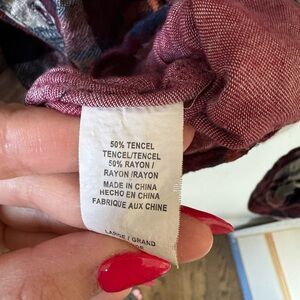 50% TENCEL
TENCEL/TENCEL
50% RAYON/
RAYON/RAYON
MADE IN CHINA
HECHO EN CHINA
FABRIQUE AUX CHINE
LARGE / GRAND